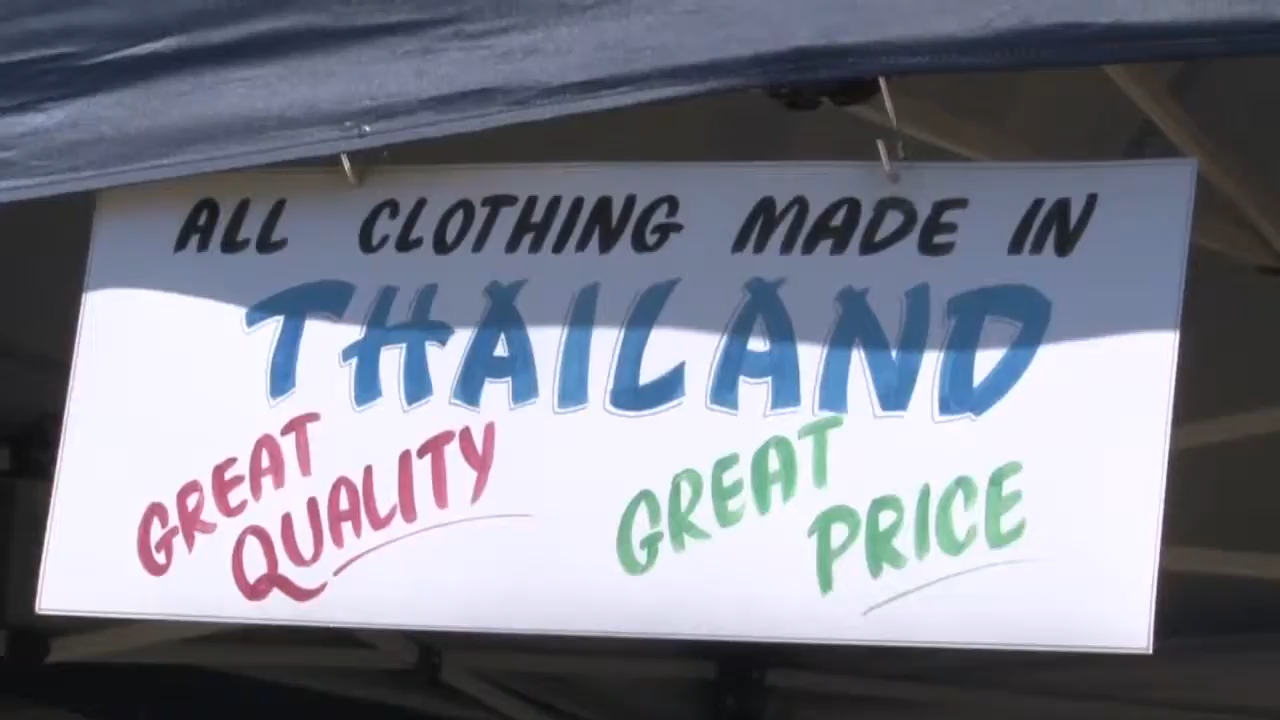 ALL CLOTHING MADE IN
THAILAND
GREAT
QUALITY
GREAT
PRICE